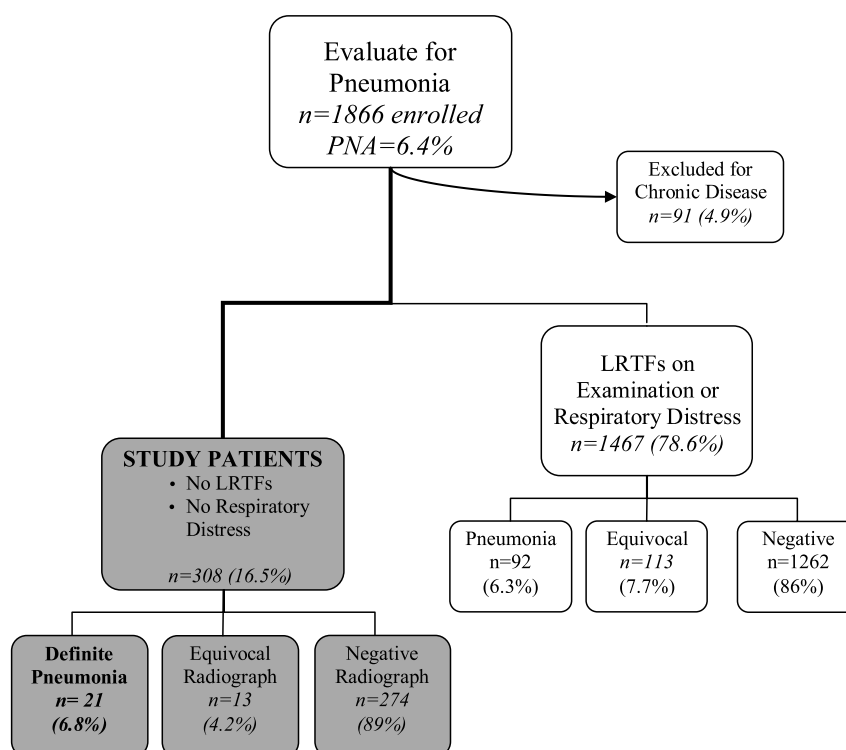 Evaluate for
Pneumonia
n=1866 enrolled
PNA=6.4%
Excluded for
Chronic Disease
n=91 (4.9%)
LRTFs on
Examination or
Respiratory Distress
n=1467 (78.6%)
STUDY PATIENTS
• No LRTFs
• No Respiratory
Distress
n=308 (16.5%)
Pneumonia
n=92
(6.3%)
Equivocal
n=113
(7.7%)
Negative
n=1262
(86%)
Definite
Pneumonia
n= 21
(6.8%)
Equivocal
Radiograph
n=13
(4.2%)
Negative
Radiograph
n=274
(89%)